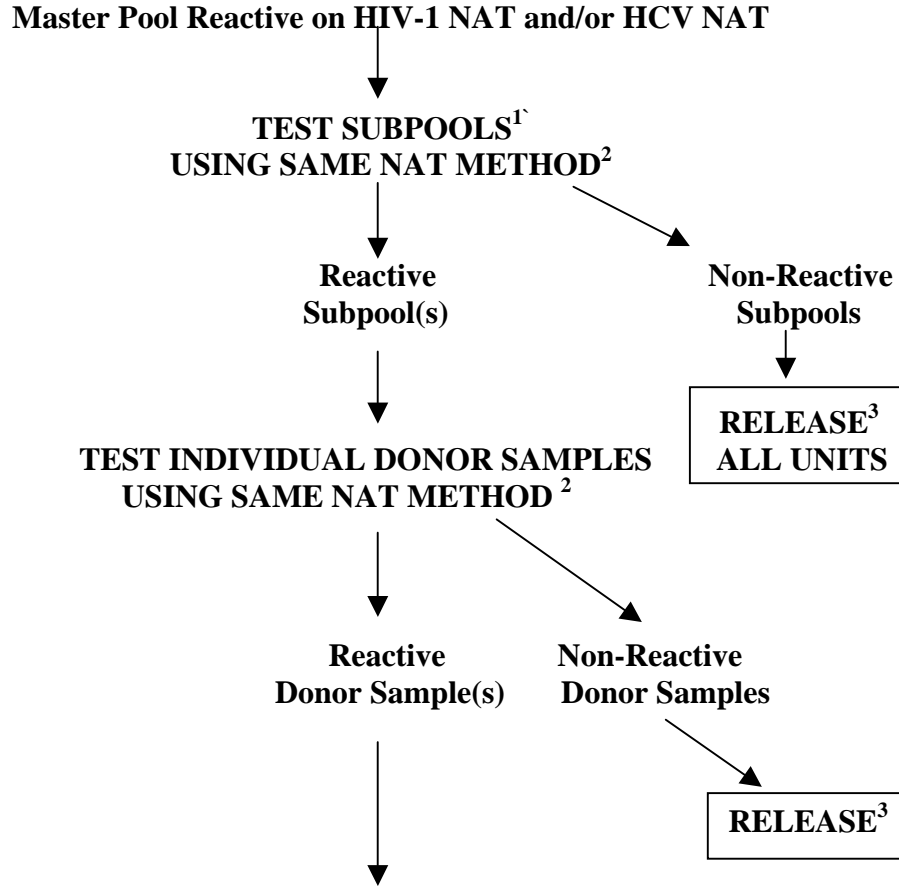 Master Pool Reactive on HIV-1 NAT and/or HCV NAT
TEST SUBPOOLS1`
USING SAME NAT METHOD2
Reactive
Subpool(s)
Non-Reactive
Subpools
RELEASE3
ALL UNITS
TEST INDIVIDUAL DONOR SAMPLES
USING SAME NAT METHOD 2
Reactive
Donor Sample(s)
Non-Reactive
Donor Samples
RELEASE3